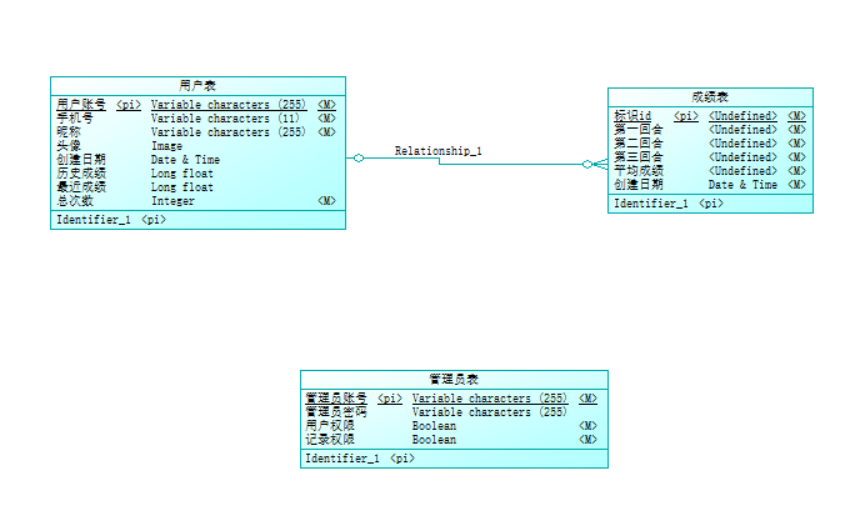 用户表
用户账号 <pi> Variable characters (255) <M>
手机号 Variable characters (11) <M>
昵称 Variable characters (255) <M>
头像 Image
创建日期 Date & Time
历史成绩 Long float
最近成绩 Long float
总次数 Integer <M>
Identifier_1 <pi>
Relationship_1
成绩表
标识id <pi> <Undefined> <M>
第一回合 <Undefined> <M>
第二回合 <Undefined> <M>
第三回合 <Undefined> <M>
平均成绩 <Undefined> <M>
创建日期 Date & Time <M>
Identifier_1 <pi>
管理员表
管理员账号 <pi> Variable characters (255) <M>
管理员密码 Variable characters (255)
用户权限 Boolean <M>
记录权限 Boolean <M>
Identifier_1 <pi>